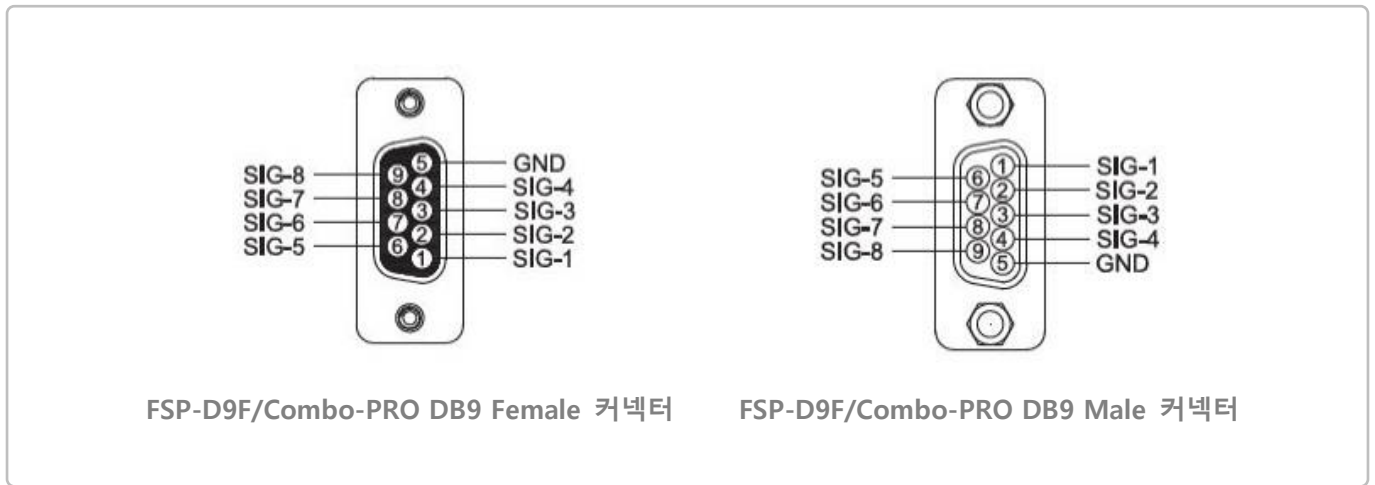 SIG-8
SIG-7
SIG-6
SIG-5
9
8
7
6
5
4
3
2
1
GND
SIG-4
SIG-3
SIG-2
SIG-1
FSP-D9F/Combo-PRO DB9 Female 커넥터
SIG-5
SIG-6
SIG-7
SIG-8
6
7
8
9
1
2
3
4
5
SIG-1
SIG-2
SIG-3
SIG-4
GND
FSP-D9F/Combo-PRO DB9 Male 커넥터